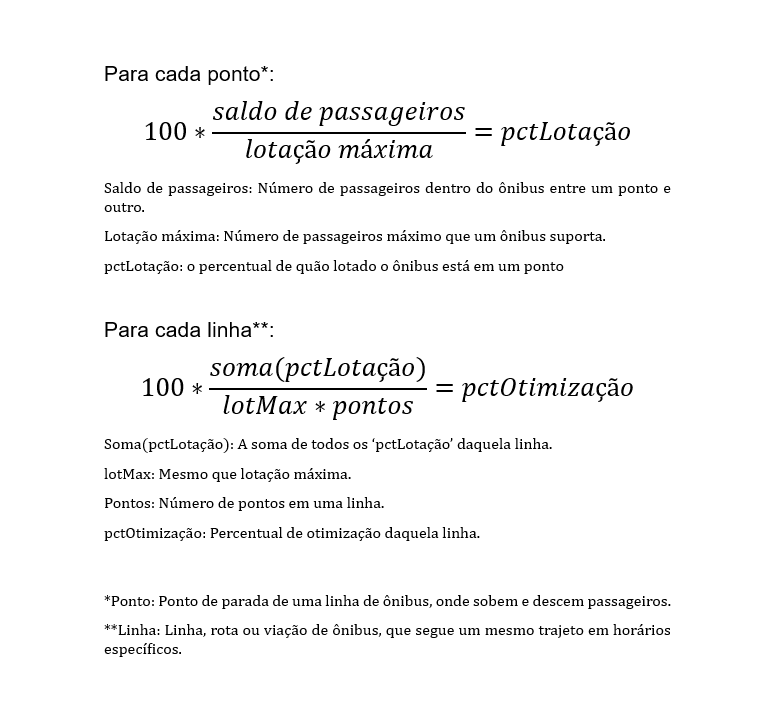 Para cada ponto*:
100 * saldo de passageiros / lotação máxima = pctLotação
Saldo de passageiros: Número de passageiros dentro do ônibus entre um ponto e
outro.
Lotação máxima: Número de passageiros máximo que um ônibus suporta.
pctLotação: o percentual de quão lotado o ônibus está em um ponto
Para cada linha**:
100 * soma(pctLotação) / lotMax * pontos = pctOtimização
Soma(pctLotação): A soma de todos os ‘pctLotação’ daquela linha.
lotMax: Mesmo que lotação máxima.
Pontos: Número de pontos em uma linha.
pctOtimização: Percentual de otimização daquela linha.
*Ponto: Ponto de parada de uma linha de ônibus, onde sobem e descem passageiros.
**Linha: Linha, rota ou viação de ônibus, que segue um mesmo trajeto em horários
específicos.